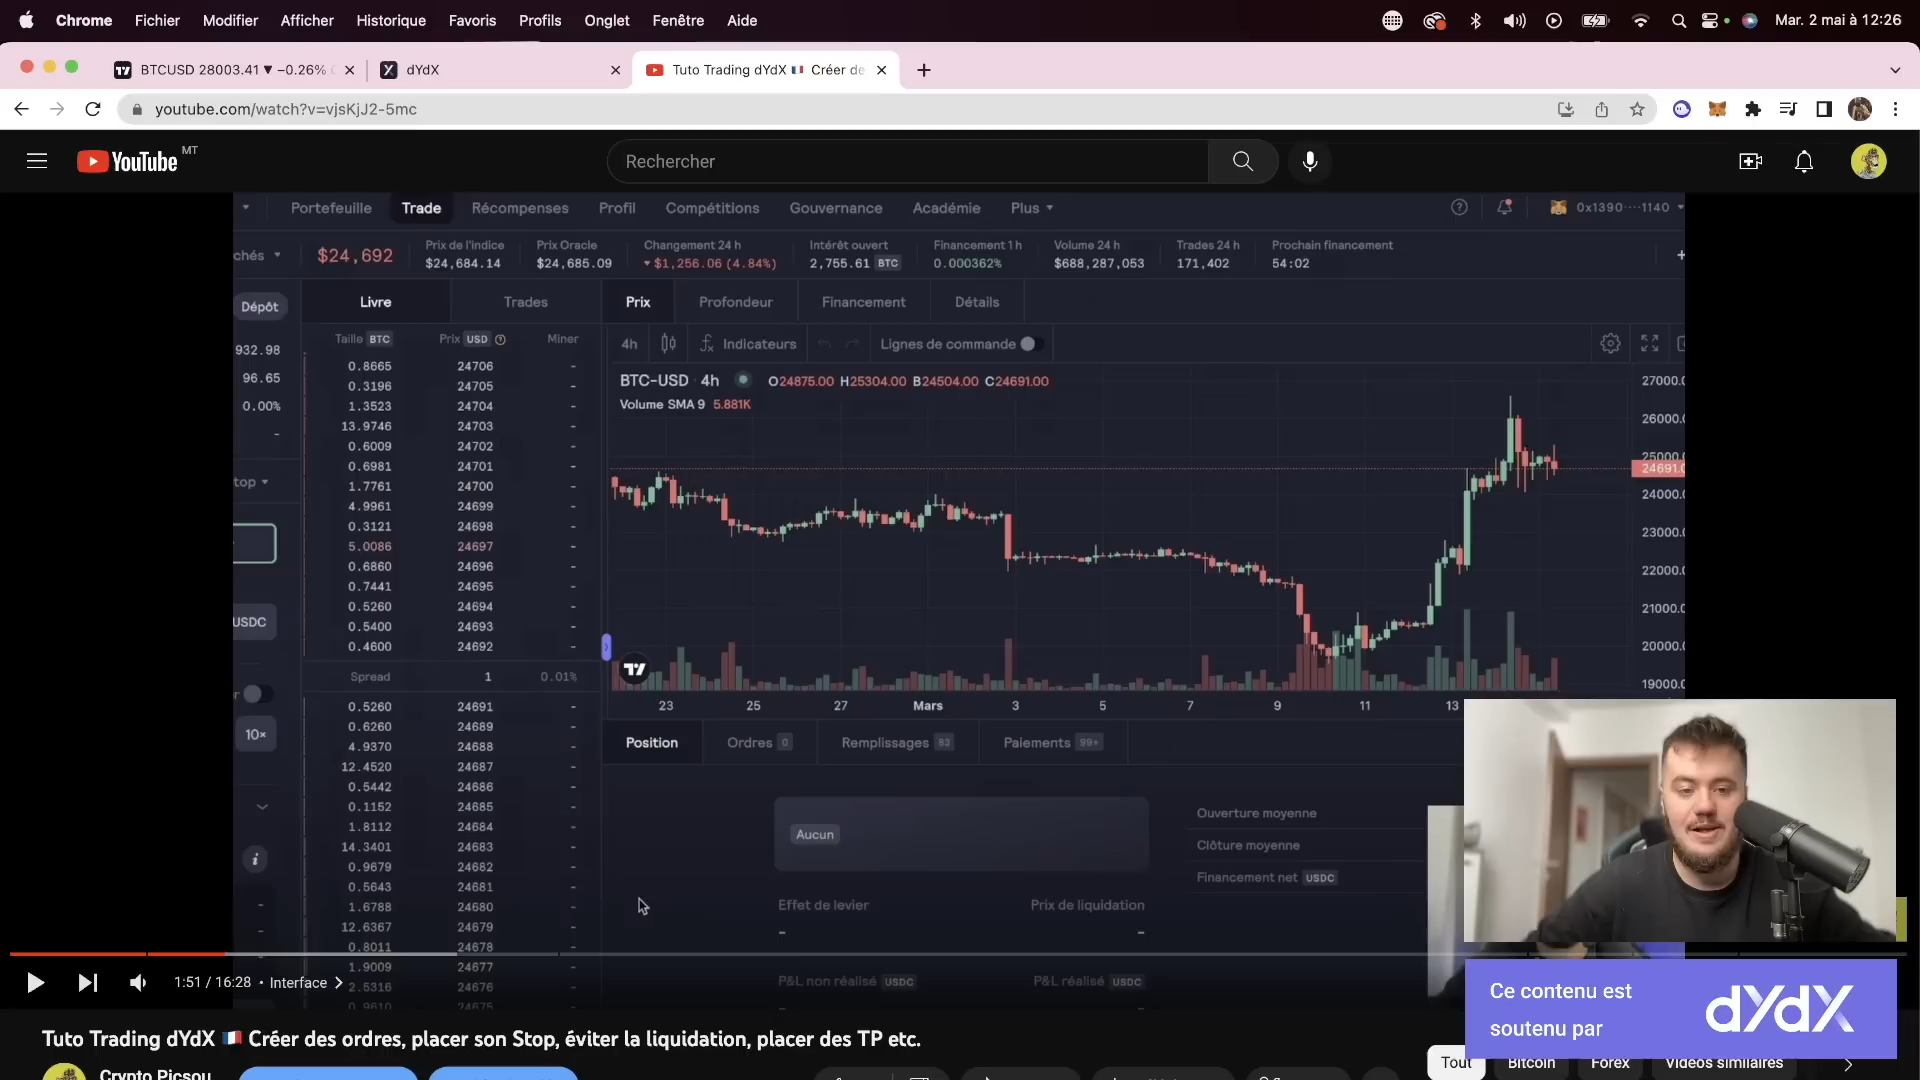 Chrome Fichier Modifier Afficher Historique Favoris Profils Onglet Fenêtre Aide Mar. 2 mai à 12:26
BTCUSD 28003.41 ▼ −0.26% dYdX Tuto Trading dYdX 🇫🇷 Créer de
youtube.com/watch?v=vjsKjJ2-5mc
YouTube MT Rechercher
Portefeuille Trade Récompenses Profil Compétitions Gouvernance Académie Plus 0x1390····1140
chés $24,692
Prix de l'indice Prix Oracle Changement 24 h Intérêt ouvert Financement 1 h Volume 24 h Trades 24 h Prochain financement
$24,684.14 $24,685.09 $1,256.06 (4.84%) 2,755.61 BTC 0.000362% $688,287,053 171,402 54:02
Dépôt Livre Trades Prix Profondeur Financement Détails
Taille BTC Prix USD Miner 4h Indicateurs Lignes de commande
932.98
96.65
0.00%
top
USDC
10×
0.8665 24706 -
0.3196 24705 -
1.3523 24704 -
13.9746 24703 -
0.6009 24702 -
0.6981 24701 -
1.7761 24700 -
4.9961 24699 -
0.3121 24698 -
5.0086 24697 -
0.6860 24696 -
0.7441 24695 -
0.5260 24694 -
0.5400 24693 -
0.4600 24692 -
Spread 1 0.01%
0.5260 24691 -
0.6260 24689 -
4.9370 24688 -
12.4520 24687 -
0.5442 24686 -
0.1152 24685 -
1.8112 24684 -
14.3401 24683 -
0.9679 24682 -
0.5643 24681 -
1.6788 24680 -
12.6367 24679 -
0.8011 24678 -
1.9009 24677 -
2.5316 24676 -
0.9610 24675 -
BTC-USD 4h O24875.00 H25304.00 B24504.00 C24691.00
Volume SMA 9 5.881K
27000.0
26000.0
25000.0
24691.0
24000.0
23000.0
22000.0
21000.0
20000.0
19000.0
23 25 27 Mars 3 5 7 9 11 13
Position Ordres 0 Remplissages 83 Paiements 99+
Aucun
Ouverture moyenne
Clôture moyenne
Financement net USDC
Effet de levier Prix de liquidation
- -
P&L non réalisé USDC P&L réalisé USDC
1:51 / 16:28 • Interface
Ce contenu est
soutenu par
dYdX
Tuto Trading dYdX 🇫🇷 Créer des ordres, placer son Stop, éviter la liquidation, placer des TP etc.
Crypto Picsou
Tout Bitcoin Forex Vidéos similaires